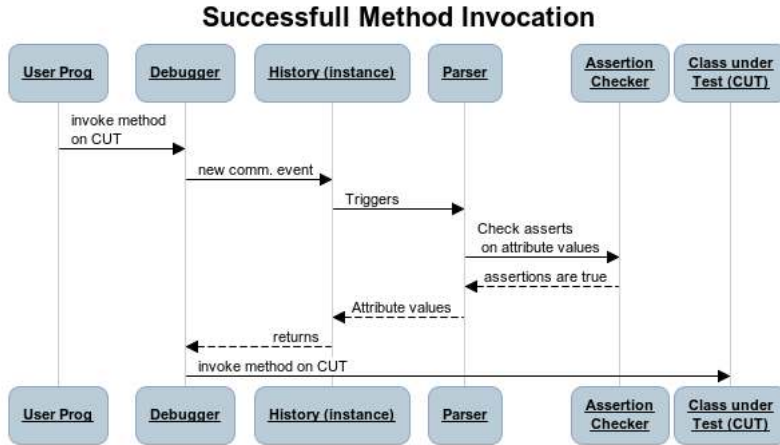 Successfull Method Invocation
User Prog
Debugger
History (instance)
Parser
Assertion
Checker
Class under
Test (CUT)
invoke method
on CUT
new comm. event
Triggers
Check asserts
on attribute values
assertions are true
Attribute values
returns
invoke method on CUT
User Prog
Debugger
History (instance)
Parser
Assertion
Checker
Class under
Test (CUT)